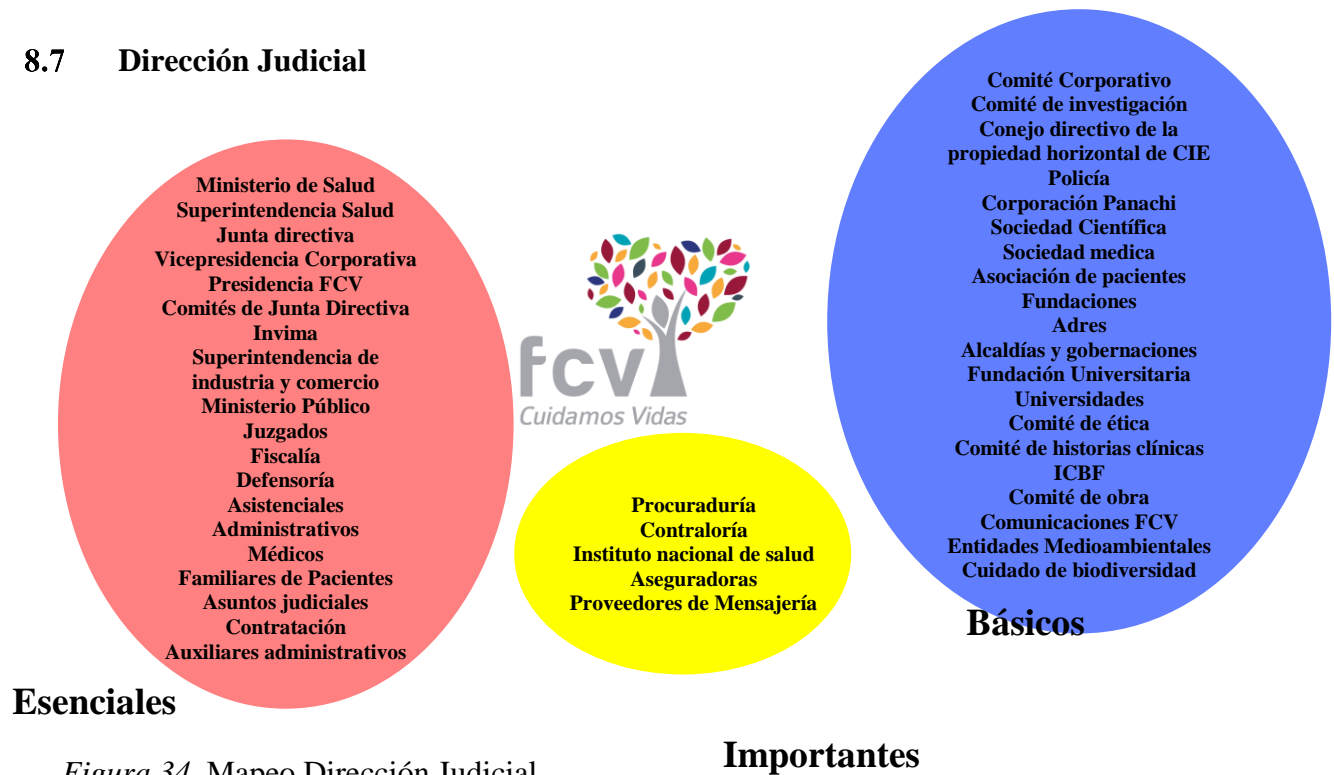 8.7 Dirección Judicial
Ministerio de Salud
Superintendencia Salud
Junta directiva
Vicepresidencia Corporativa
Presidencia FCV
Comités de Junta Directiva
Invima
Superintendencia de
industria y comercio
Ministerio Público
Juzgados
Fiscalía
Defensoría
Asistenciales
Administrativos
Médicos
Familiares de Pacientes
Asuntos judiciales
Contratación
Auxiliares administrativos
Esenciales
fcv
Cuidamos Vidas
Procuraduría
Contraloría
Instituto nacional de salud
Aseguradoras
Proveedores de Mensajería
Importantes
Comité Corporativo
Comité de investigación
Conejo directivo de la
propiedad horizontal de CIE
Policía
Corporación Panachi
Sociedad Científica
Sociedad medica
Asociación de pacientes
Fundaciones
Adres
Alcaldías y gobernaciones
Fundación Universitaria
Universidades
Comité de ética
Comité de historias clínicas
ICBF
Comité de obra
Comunicaciones FCV
Entidades Medioambientales
Cuidado de biodiversidad
Básicos
Figura 34. Mapeo Dirección Judicial